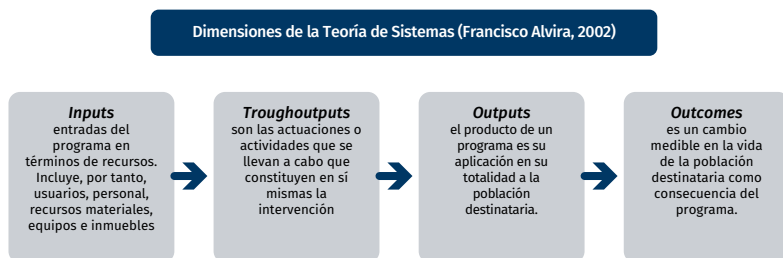 Dimensiones de la Teoría de Sistemas (Francisco Alvira, 2002)
Inputs
entradas del
programa en
términos de recursos.
Incluye, por tanto,
usuarios, personal,
recursos materiales,
equipos e inmuebles
Troughoutputs
son las actuaciones o
actividades que se
llevan a cabo que
constituyen en sí
mismas la
intervención
Outputs
el producto de un
programa es su
aplicación en su
totalidad a la
población
destinataria.
Outcomes
es un cambio
medible en la vida
de la población
destinataria como
consecuencia del
programa.